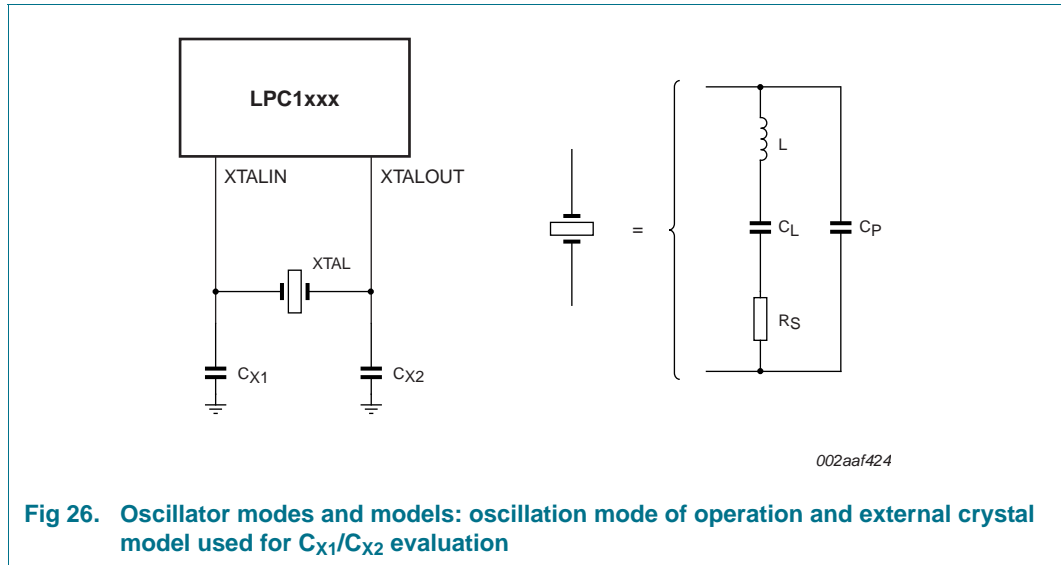 LPC1xxx
XTALIN
XTALOUT
XTAL
CX1
CX2
=
L
CL
CP
RS
002aaf424
Fig 26. Oscillator modes and models: oscillation mode of operation and external crystal
model used for CX1/CX2 evaluation